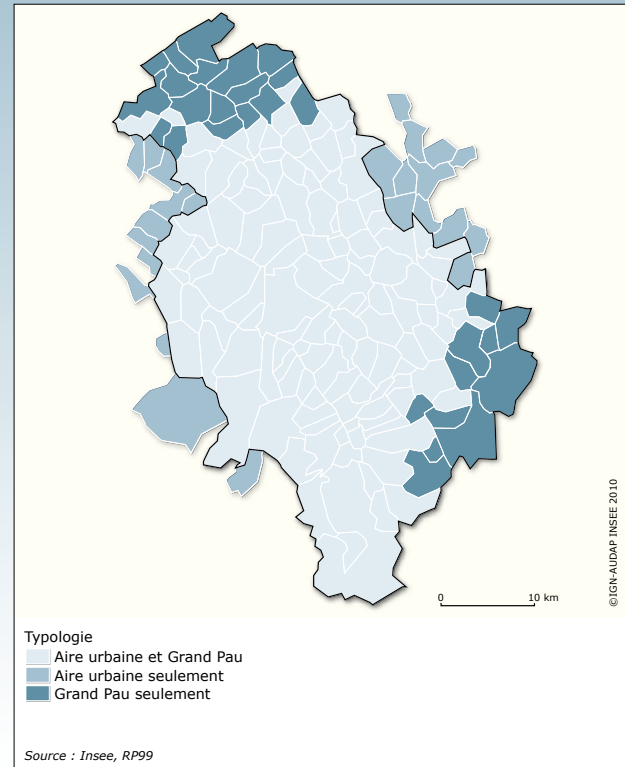 ©IGN-AUDAP INSEE 2010
0 10 km
Typologie
Aire urbaine et Grand Pau
Aire urbaine seulement
Grand Pau seulement
Source : Insee, RP99